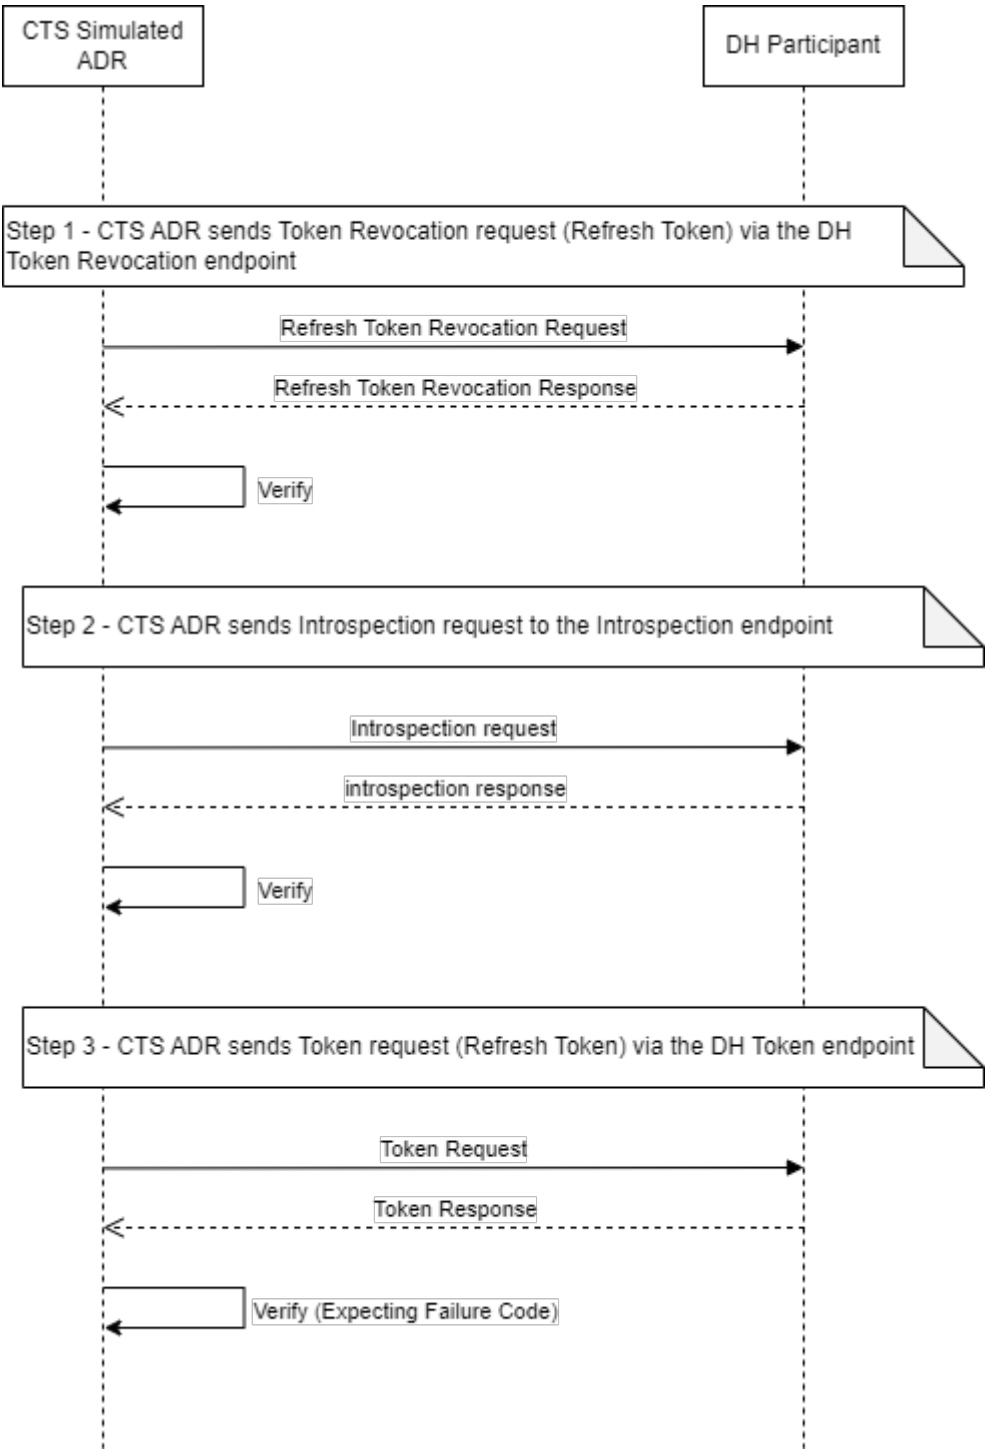 CTS Simulated
ADR
DH Participant
Step 1 - CTS ADR sends Token Revocation request (Refresh Token) via the DH
Token Revocation endpoint
Refresh Token Revocation Request
Refresh Token Revocation Response
Verify
Step 2 - CTS ADR sends Introspection request to the Introspection endpoint
Introspection request
introspection response
Verify
Step 3 - CTS ADR sends Token request (Refresh Token) via the DH Token endpoint
Token Request
Token Response
Verify (Expecting Failure Code)